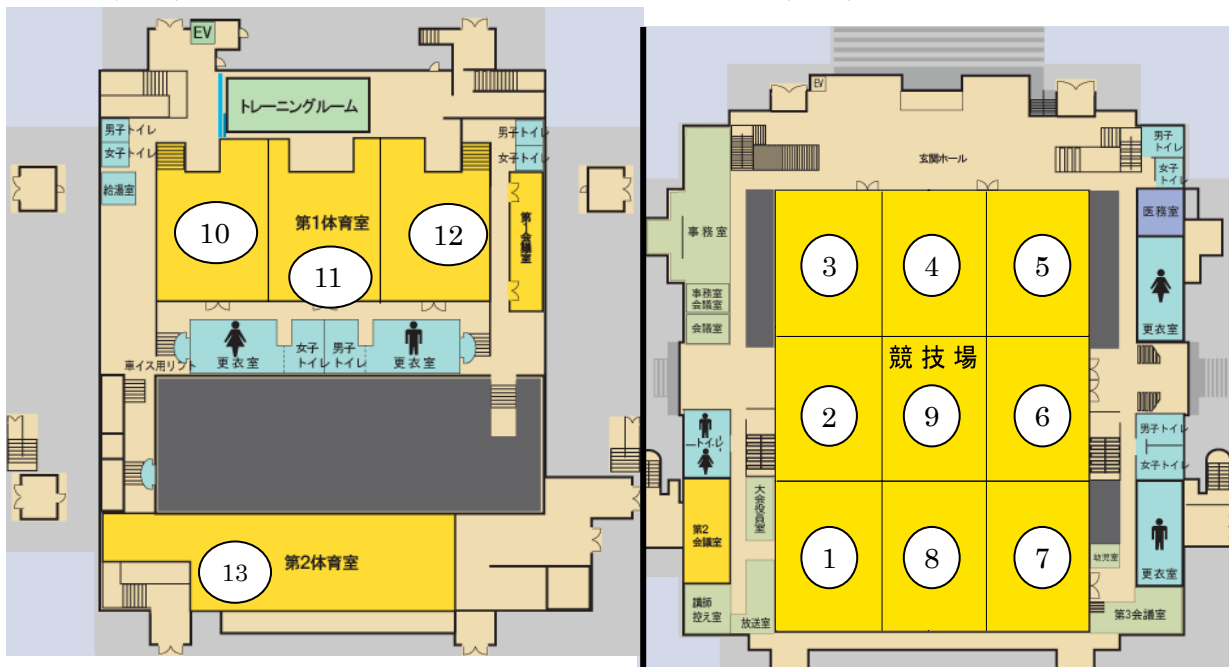 EV
トレーニングルーム
男子トイレ
女子トイレ
給湯室
男子トイレ
女子トイレ
第1会議室
第1体育室
10
11
12
更衣室
女子
トイレ
男子
トイレ
更衣室
車イス用リフト
第2体育室
13
EV
玄関ホール
男子
トイレ
女子
トイレ
医務室
事務室
事務室
会議室
会議室
更衣室
3
4
5
競技場
2
9
6
トイレ
男子トイレ
女子トイレ
大会役員室
第2
会議室
1
8
7
幼児室
更衣室
講師
控え室
放送室
第3会議室